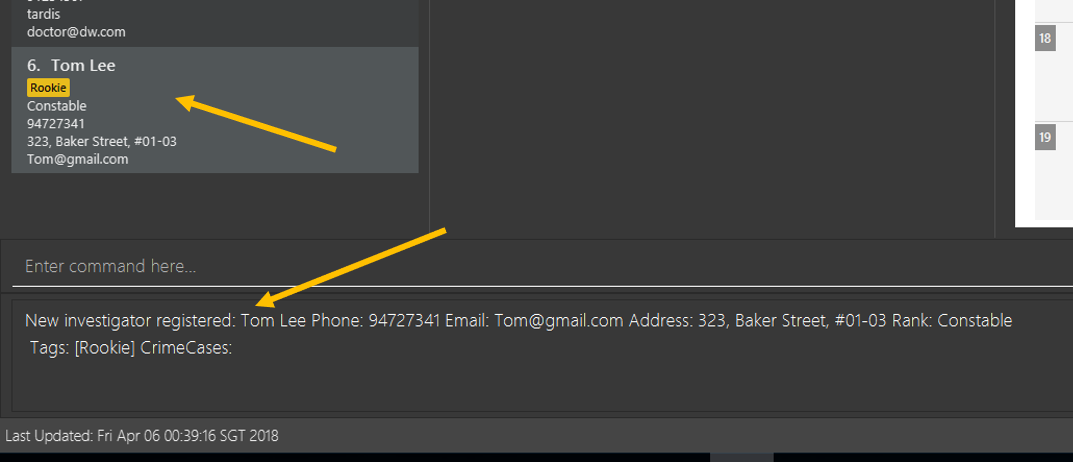 tardis
doctor@dw.com
6. Tom Lee
Rookie
Constable
94727341
323, Baker Street, #01-03
Tom@gmail.com
18
19
Enter command here...
New investigator registered: Tom Lee Phone: 94727341 Email: Tom@gmail.com Address: 323, Baker Street, #01-03 Rank: Constable
Tags: [Rookie] CrimeCases:
Last Updated: Fri Apr 06 00:39:16 SGT 2018